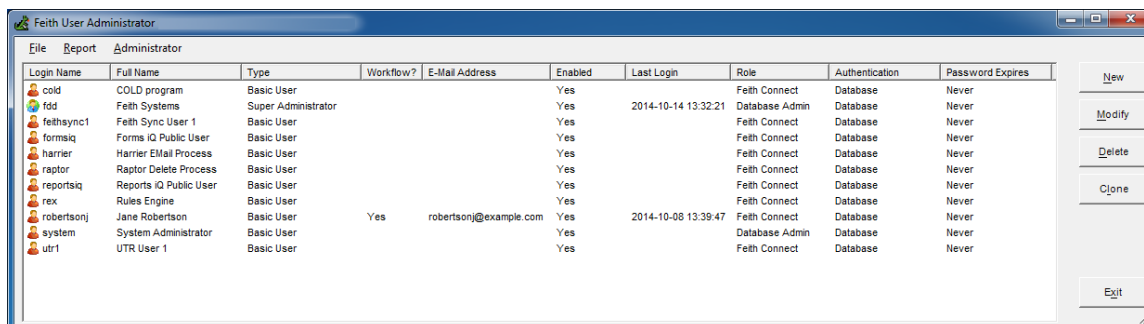 Feith User Administrator
File Report Administrator
Login Name Full Name Type Workflow? E-Mail Address Enabled Last Login Role Authentication Password Expires
cold COLD program Basic User Yes Feith Connect Database Never
fdd Feith Systems Super Administrator Yes 2014-10-14 13:32:21 Database Admin Database Never
feithsync1 Feith Sync User 1 Basic User Yes Feith Connect Database Never
formsiq Forms iQ Public User Basic User Yes Feith Connect Database Never
harrier Harrier EMail Process Basic User Yes Feith Connect Database Never
raptor Raptor Delete Process Basic User Yes Feith Connect Database Never
reportsiq Reports iQ Public User Basic User Yes Feith Connect Database Never
rex Rules Engine Basic User Yes Feith Connect Database Never
robertsonj Jane Robertson Basic User Yes robertsonj@example.com Yes 2014-10-08 13:39:47 Feith Connect Database Never
system System Administrator Basic User Yes Database Admin Database Never
utr1 UTR User 1 Basic User Yes Feith Connect Database Never
New
Modify
Delete
Clone
Exit